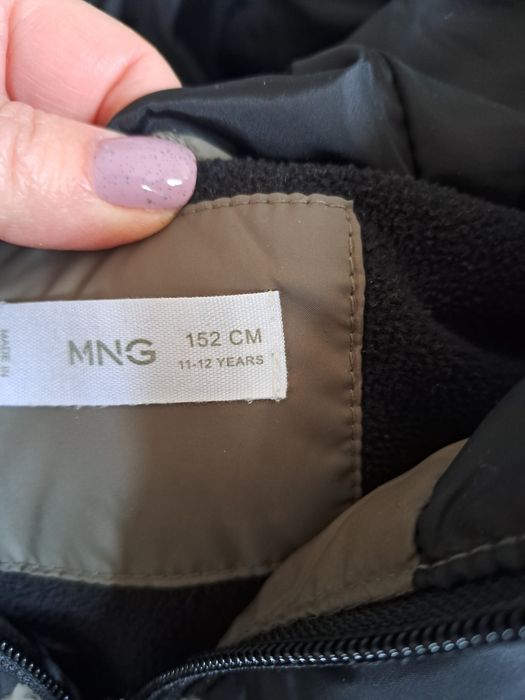 MADE IN
MNG
152 CM
11-12 YEARS